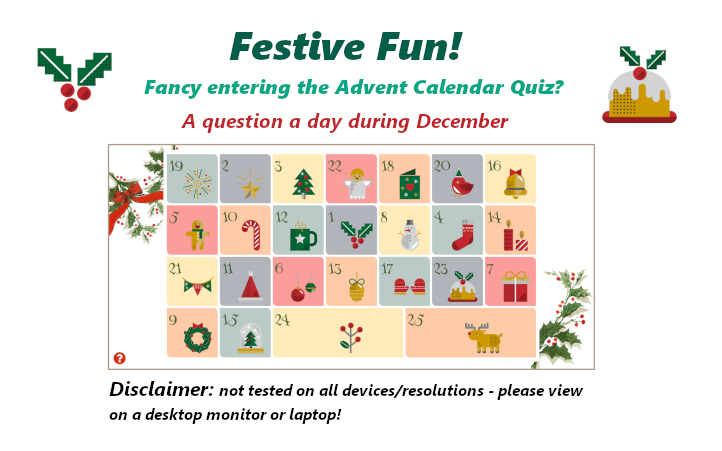 Festive Fun!
Fancy entering the Advent Calendar Quiz?
A question a day during December
19 2 3 22 18 20 16
5 10 12 1 8 4 14
21 11 6 13 17 23 7
9 15 24 25
?
Disclaimer: not tested on all devices/resolutions - please view
on a desktop monitor or laptop!